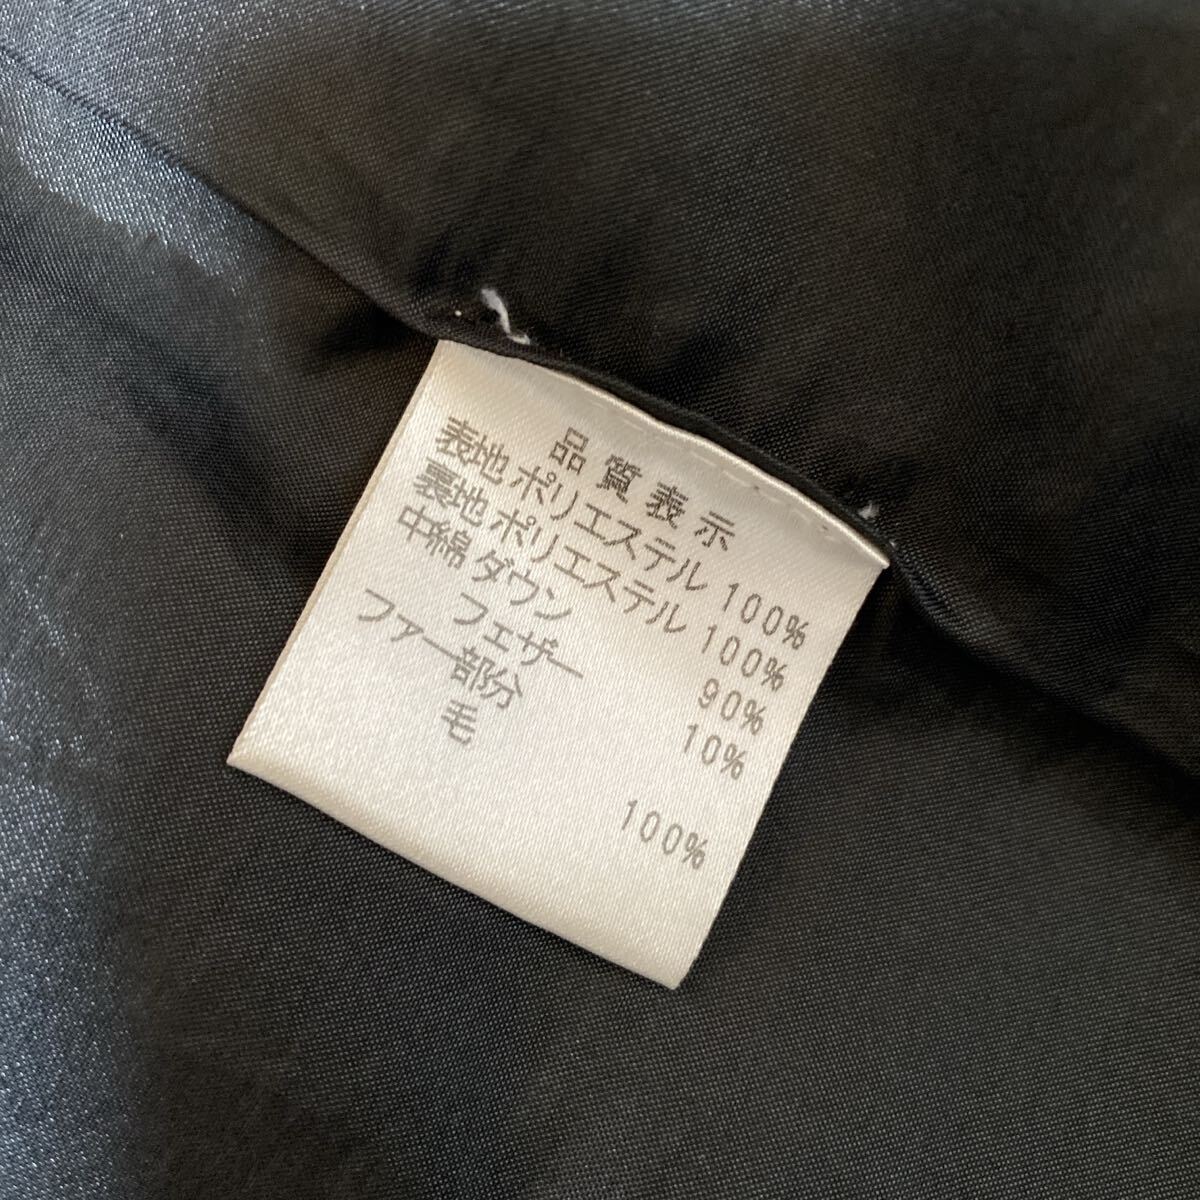 品質表示
表地 ポリエステル 100%
裏地 ポリエステル 100%
中綿 ダウン 90%
フェザー 10%
ファー部分
毛 100%